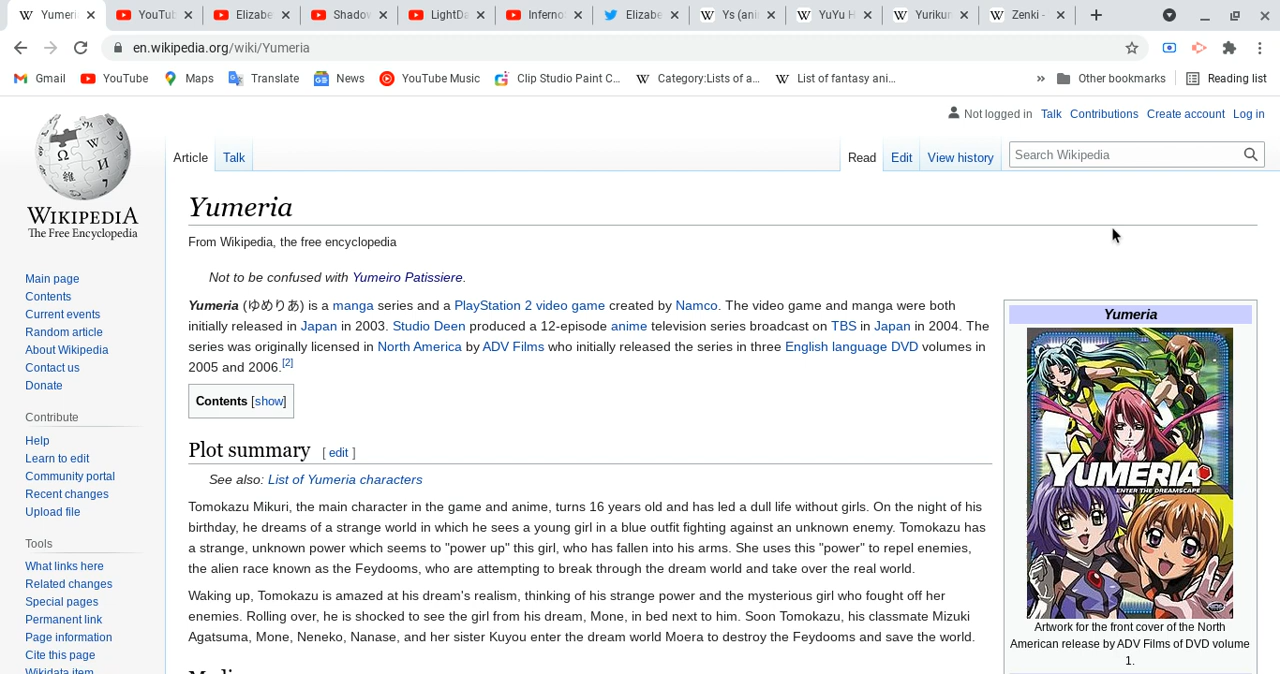 Yumeri
YouTub
Elizabe
Shadov
LightDa
Inferno
Elizabe
Ys (ani
YuYu H
Yurikum
Zenki -
en.wikipedia.org/wiki/Yumeria
Gmail YouTube Maps Translate News YouTube Music Clip Studio Paint C... Category:Lists of a... List of fantasy ani... » Other bookmarks Reading list
Not logged in Talk Contributions Create account Log in
Article Talk Read Edit View history Search Wikipedia
WIKIPEDIA
The Free Encyclopedia
Main page
Contents
Current events
Random article
About Wikipedia
Contact us
Donate
Contribute
Help
Learn to edit
Community portal
Recent changes
Upload file
Tools
What links here
Related changes
Special pages
Permanent link
Page information
Cite this page
Wikidata item
Yumeria
From Wikipedia, the free encyclopedia
Not to be confused with Yumeiro Patissiere.
Yumeria (ゆめりあ) is a manga series and a PlayStation 2 video game created by Namco. The video game and manga were both
initially released in Japan in 2003. Studio Deen produced a 12-episode anime television series broadcast on TBS in Japan in 2004. The
series was originally licensed in North America by ADV Films who initially released the series in three English language DVD volumes in
2005 and 2006.[2]
Contents [show]
Plot summary [ edit ]
See also: List of Yumeria characters
Tomokazu Mikuri, the main character in the game and anime, turns 16 years old and has led a dull life without girls. On the night of his
birthday, he dreams of a strange world in which he sees a young girl in a blue outfit fighting against an unknown enemy. Tomokazu has
a strange, unknown power which seems to "power up" this girl, who has fallen into his arms. She uses this "power" to repel enemies,
the alien race known as the Feydooms, who are attempting to break through the dream world and take over the real world.
Waking up, Tomokazu is amazed at his dream's realism, thinking of his strange power and the mysterious girl who fought off her
enemies. Rolling over, he is shocked to see the girl from his dream, Mone, in bed next to him. Soon Tomokazu, his classmate Mizuki
Agatsuma, Mone, Neneko, Nanase, and her sister Kuyou enter the dream world Moera to destroy the Feydooms and save the world.
Yumeria
YUMERIA
ENTER THE DREAMSCAPE
Artwork for the front cover of the North
American release by ADV Films of DVD volume
1.